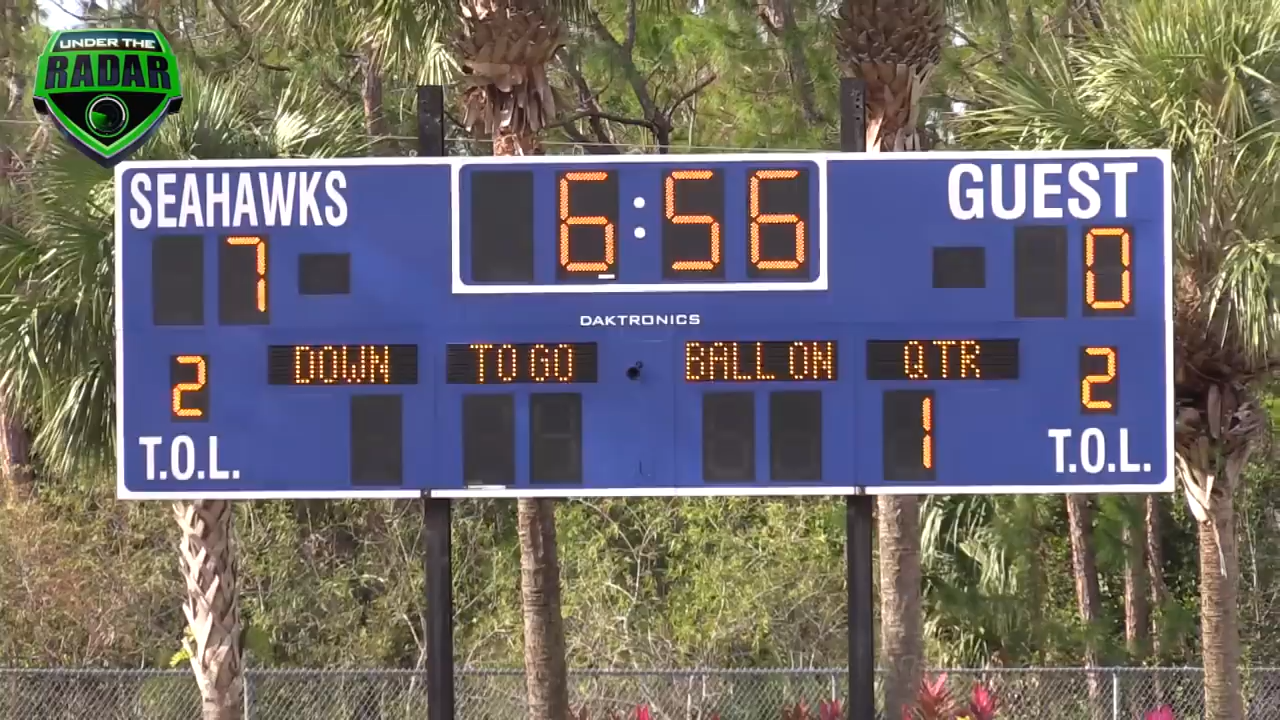 UNDER THE
RADAR
SEAHAWKS
6:56
GUEST
7
0
DAKTRONICS
2
DOWN
TO GO
BALL ON
QTR
2
1
T.O.L.
T.O.L.